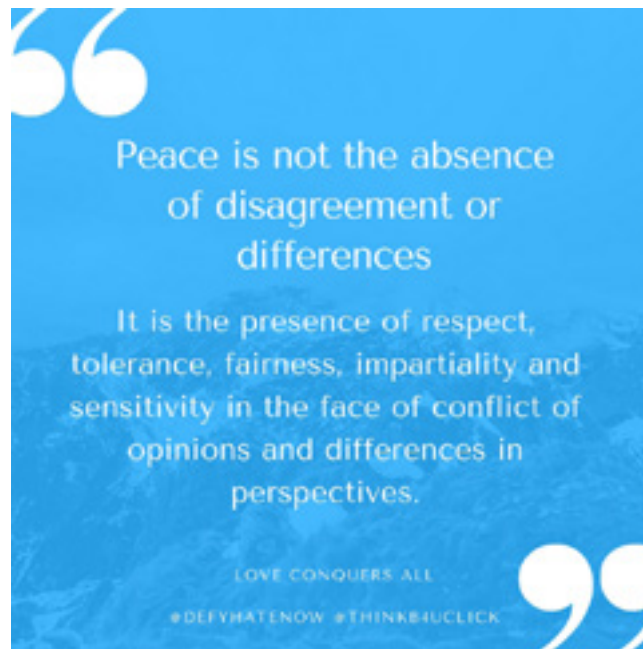 Peace is not the absence
of disagreement or
differences
It is the presence of respect,
tolerance, fairness, impartiality and
sensitivity in the face of conflict of
opinions and differences in
perspectives.
LOVE CONQUERS ALL
@DEFYHATENOW @THINKB4UCLICK